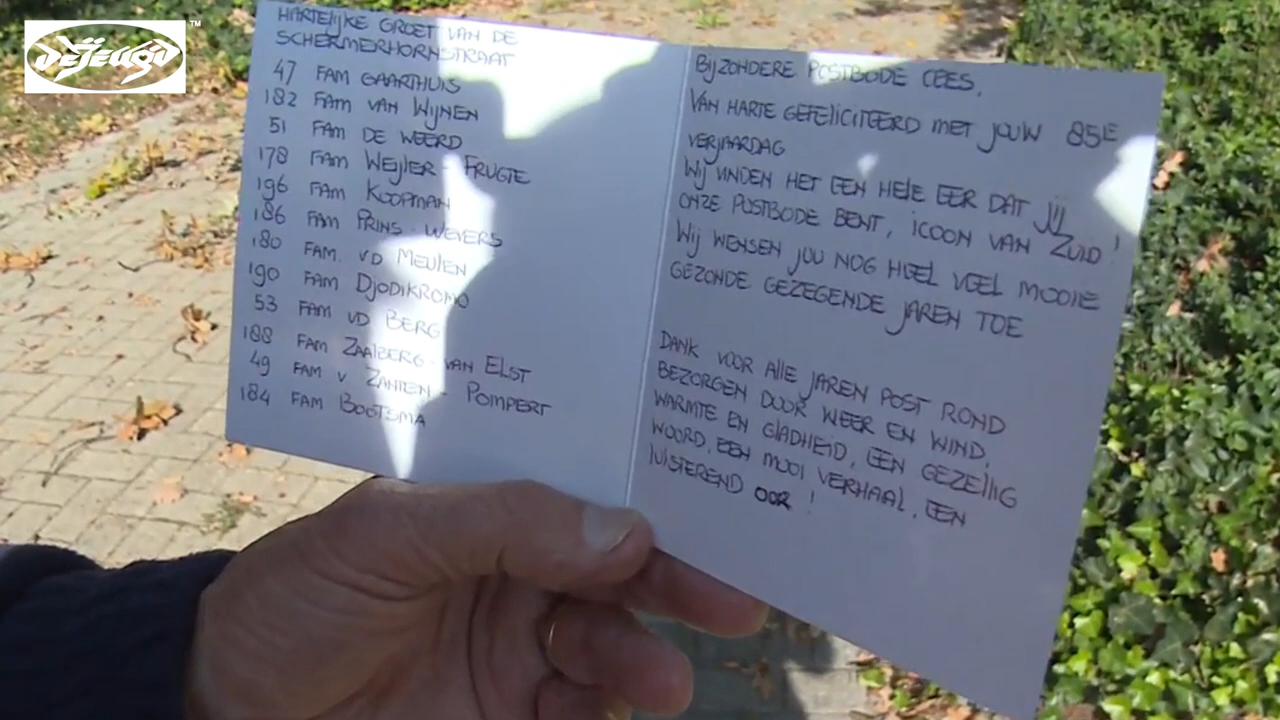 DEJEUGD™
HARTELIJKE GROET VAN DE
SCHERMERHORNSTRAAT
47 FAM GAARTHUIS
182 FAM VAN WIJNEN
51 FAM DE WEERD
178 FAM WEIJLER - FRUGTE
196 FAM KOOPMAN
186 FAM PRINS - WEVERS
180 FAM. VD MEULEN
190 FAM DJODIKROMO
53 FAM VD BERG
188 FAM ZAALBERG - VAN ELST
49 FAM V ZANTEN - POMPERT
184 FAM BOOTSMA
BIJZONDERE POSTBODE CEES,
VAN HARTE GEFELICITEERD MET JOUW 85E
VERJAARDAG
WIJ VINDEN HET EEN HELE EER DAT JIJ
ONZE POSTBODE BENT, ICOON VAN ZUID!
WIJ WENSEN JOU NOG HEEL VEEL MOOIE
GEZONDE GEZEGENDE JAREN TOE
DANK VOOR ALLE JAREN POST ROND
BEZORGEN DOOR WEER EN WIND,
WARMTE EN GLADHEID, EEN GEZELLIG
WOORD, EEN MOOI VERHAAL, EEN
LUISTEREND OOR!